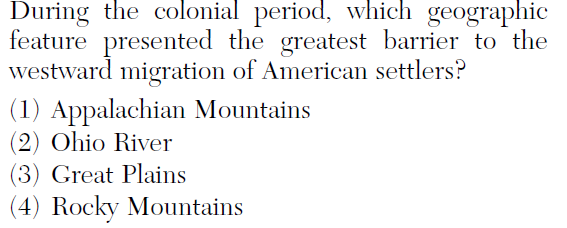 During the colonial period, which geographic
feature presented the greatest barrier to the
westward migration of American settlers?
(1) Appalachian Mountains
(2) Ohio River
(3) Great Plains
(4) Rocky Mountains